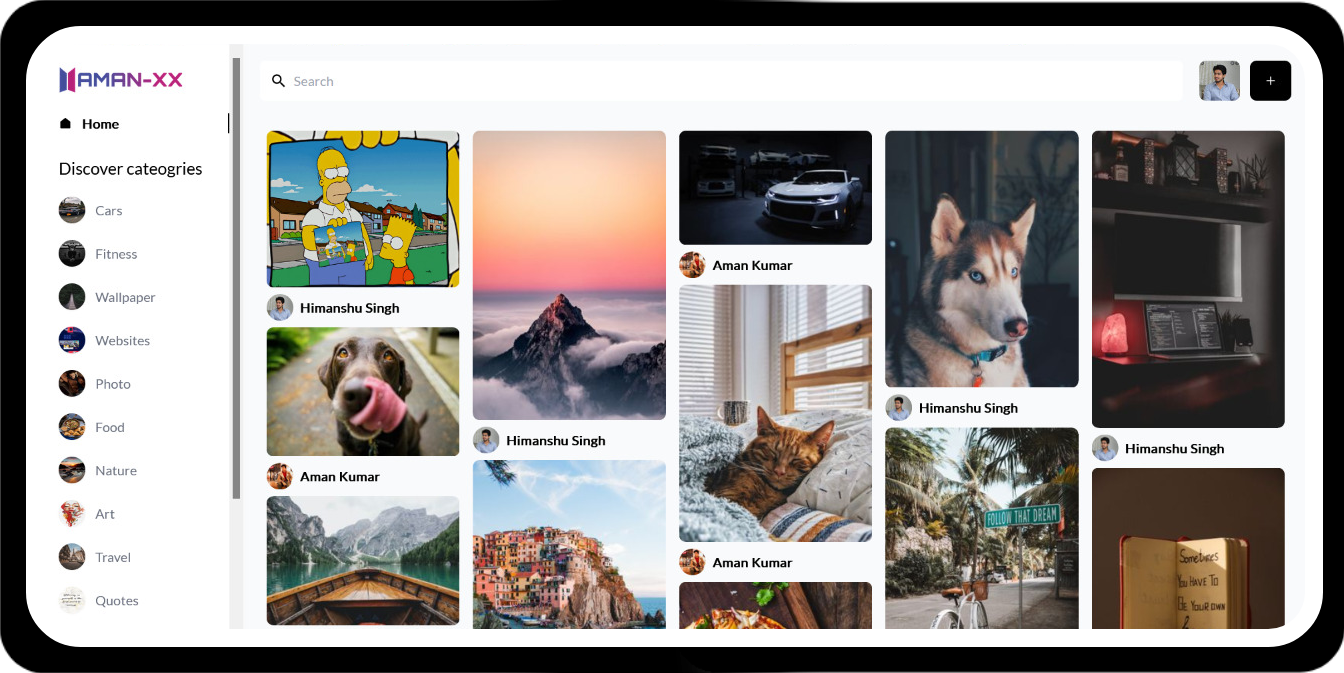 AMAN-XX
Search
+
Home
Discover cateogries
Cars
Fitness
Wallpaper
Websites
Photo
Food
Nature
Art
Travel
Quotes
Himanshu Singh
Aman Kumar
Himanshu Singh
Aman Kumar
Aman Kumar
Himanshu Singh
FOLLOW THAT DREAM
Himanshu Singh
Sometimes
You HAVE TO
BE YOUR OWN